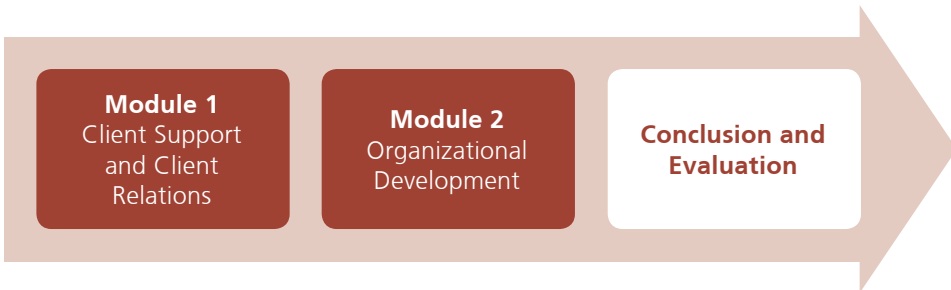 Module 1
Client Support
and Client
Relations
Module 2
Organizational
Development
Conclusion and
Evaluation